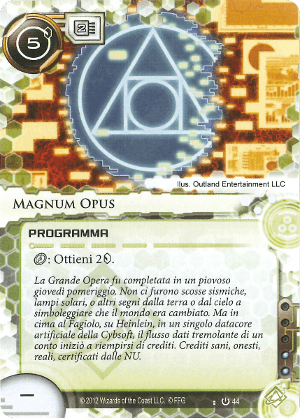 5
Illus. Outland Entertainment LLC
MAGNUM OPUS
PROGRAMMA
: Ottieni 2.
La Grande Opera fu completata in un piovoso
giovedì pomeriggio. Non ci furono scosse sismiche,
lampi solari, o altri segni dalla terra o dal cielo a
simboleggiare che il mondo era cambiato. Ma in
cima al Fagiolo, su Heinlein, in un singolo datacore
artificiale della Cybsoft, il flusso dati tremolante di un
conto iniziò a riempirsi di crediti. Crediti sani, onesti,
reali, certificati dalle NU.
–
© 2012 Wizards of the Coast LLC. © FFG
44